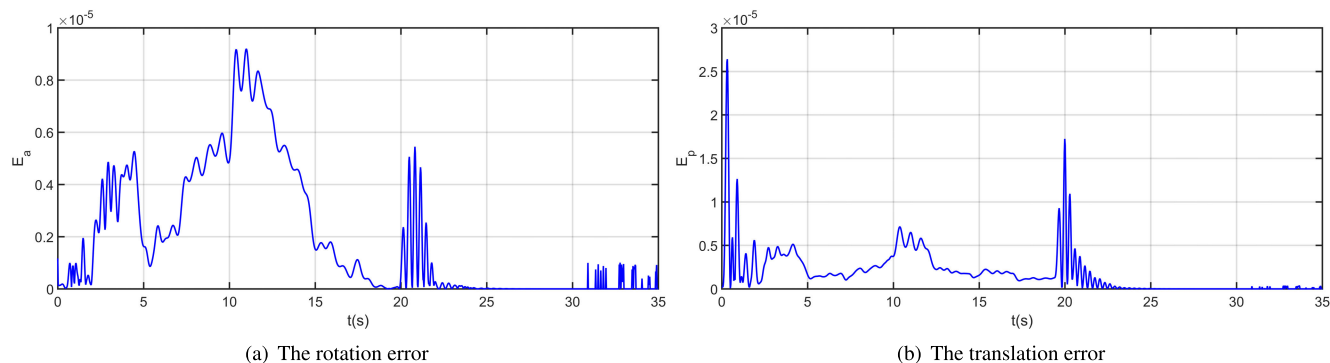 ×10⁻⁵
1
0.8
0.6
0.4
0.2
0
E_a
0 5 10 15 20 25 30 35
t(s)
(a) The rotation error
×10⁻⁵
3
2.5
2
1.5
1
0.5
0
E_p
0 5 10 15 20 25 30 35
t(s)
(b) The translation error